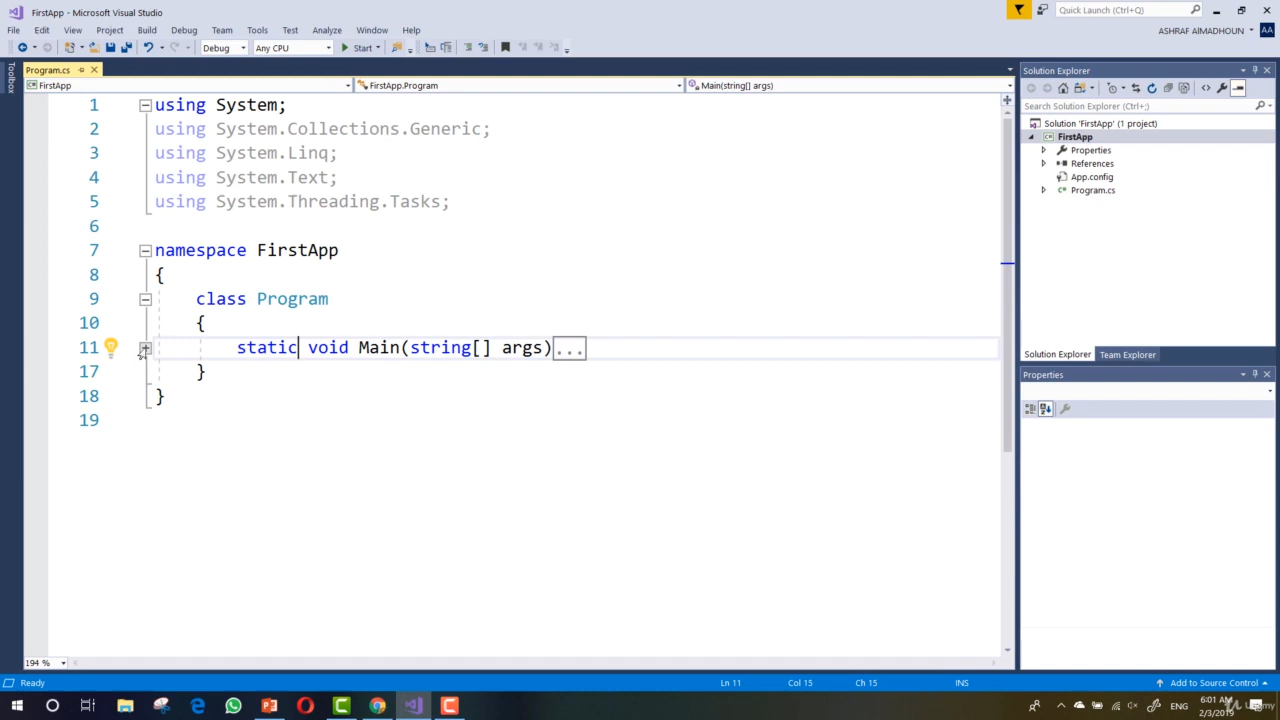 FirstApp - Microsoft Visual Studio
Quick Launch (Ctrl+Q)
File Edit View Project Build Debug Team Tools Test Analyze Window Help
ASHRAF AIMADHOUN AA
Debug Any CPU Start
Toolbox
Program.cs
FirstApp FirstApp.Program Main(string[] args)
1 using System;
2 using System.Collections.Generic;
3 using System.Linq;
4 using System.Text;
5 using System.Threading.Tasks;
6
7 namespace FirstApp
8 {
9 class Program
10 {
11 static void Main(string[] args)...
17 }
18 }
19
194 %
Solution Explorer
Search Solution Explorer (Ctrl+;)
Solution 'FirstApp' (1 project)
FirstApp
Properties
References
App.config
Program.cs
Solution Explorer Team Explorer
Properties
Ready Ln 11 Col 15 Ch 15 INS Add to Source Control
6:01 AM
2/3/2019
Udemy